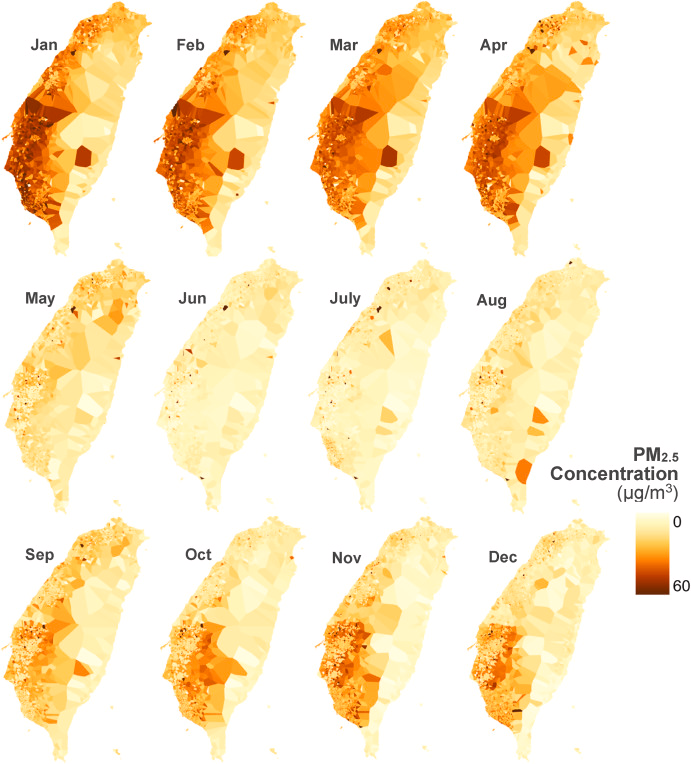 Jan
Feb
Mar
Apr
May
Jun
July
Aug
PM2.5
Concentration
(μg/m³)
0
60
Sep
Oct
Nov
Dec